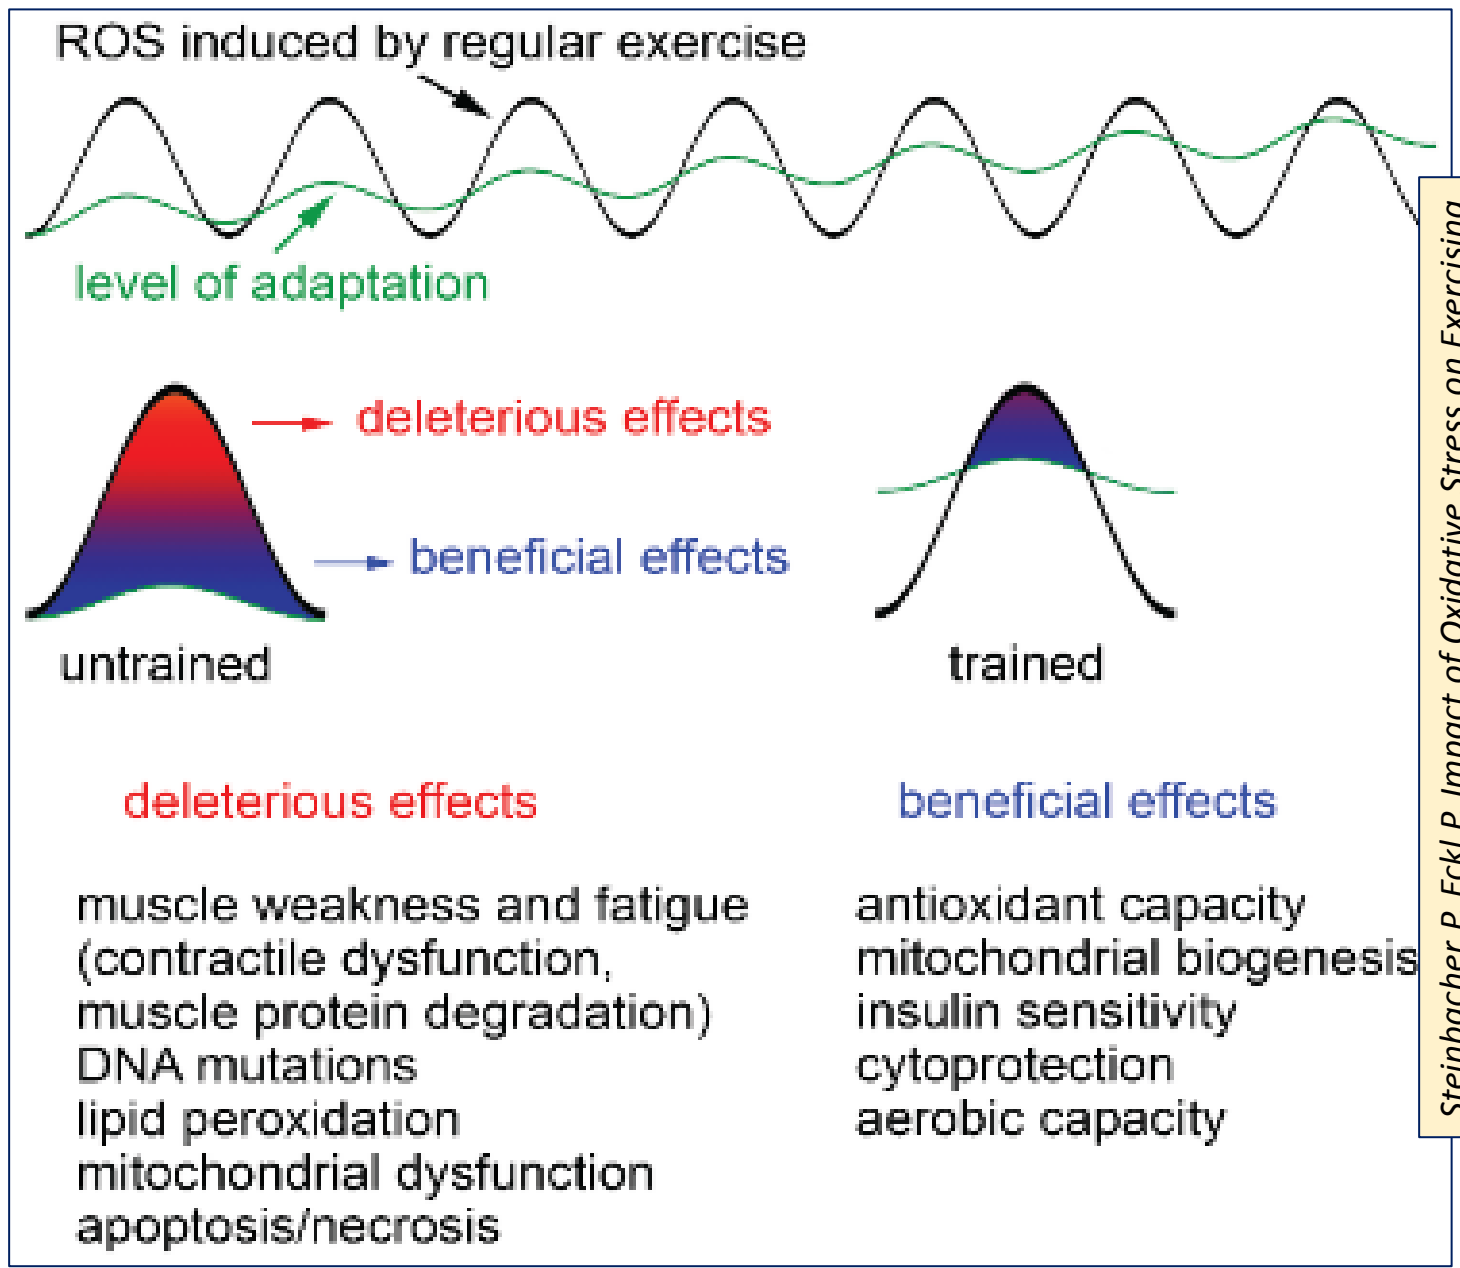 ROS induced by regular exercise
level of adaptation
deleterious effects
beneficial effects
untrained
trained
deleterious effects
muscle weakness and fatigue
(contractile dysfunction,
muscle protein degradation)
DNA mutations
lipid peroxidation
mitochondrial dysfunction
apoptosis/necrosis
beneficial effects
antioxidant capacity
mitochondrial biogenesis
insulin sensitivity
cytoprotection
aerobic capacity
Steinbacher P, Eckl P. Impact of Oxidative Stress on Exercising